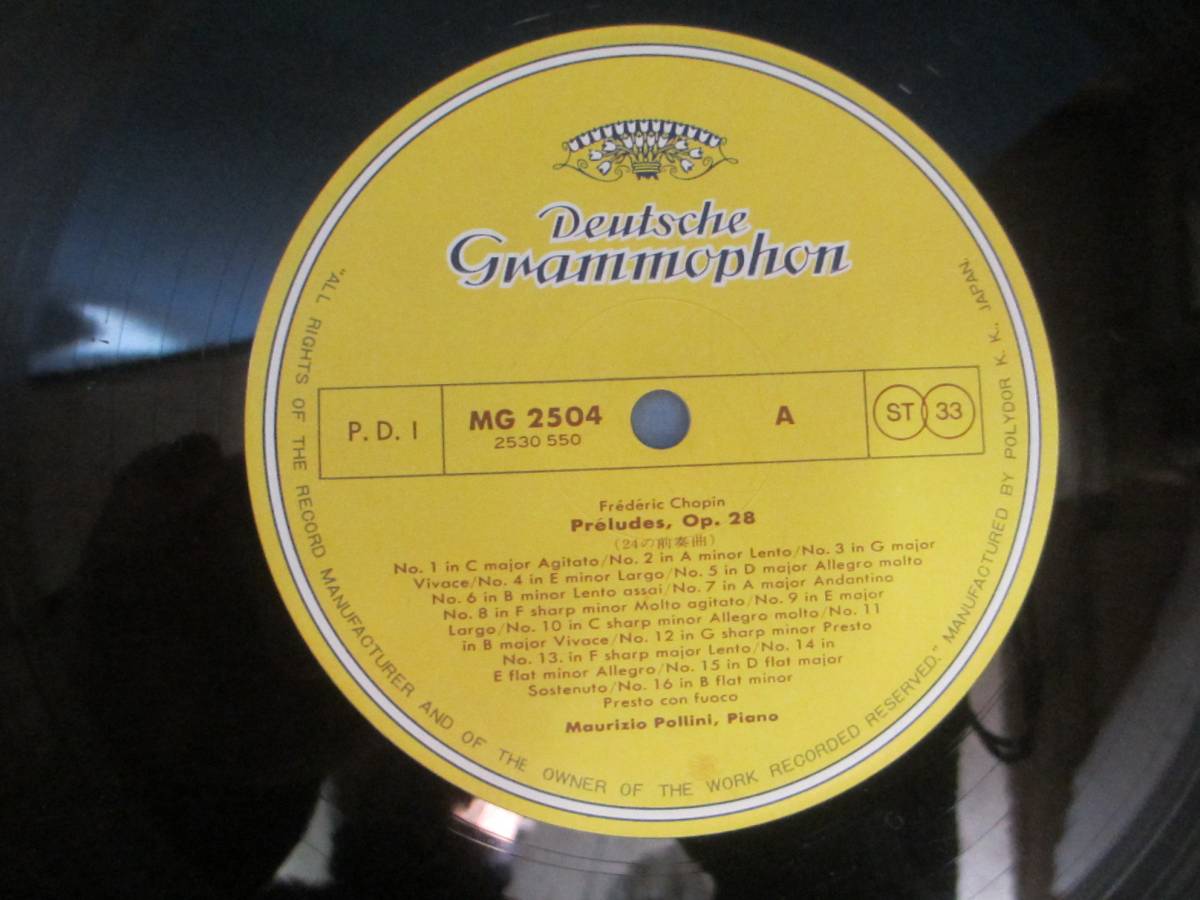 Deutsche
Grammophon
P. D. I
MG 2504
2530 550
A
ST 33
Frédéric Chopin
Préludes, Op. 28
(24の前奏曲)
No. 1 in C major Agitato/No. 2 in A minor Lento/No. 3 in G major
Vivace/No. 4 in E minor Largo/No. 5 in D major Allegro molto
No. 6 in B minor Lento assai/No. 7 in A major Andantino
No. 8 in F sharp minor Molto agitato/No. 9 in E major
Largo/No. 10 in C sharp minor Allegro molto/No. 11
in B major Vivace/No. 12 in G sharp minor Presto
No. 13. in F sharp major Lento/No. 14 in
E flat minor Allegro/No. 15 in D flat major
Sostenuto/No. 16 in B flat minor
Presto con fuoco
Maurizio Pollini, Piano
"ALL RIGHTS OF THE RECORD MANUFACTURER AND OF THE OWNER OF THE WORK RECORDED RESERVED." MANUFACTURED BY POLYDOR K. K. JAPAN.